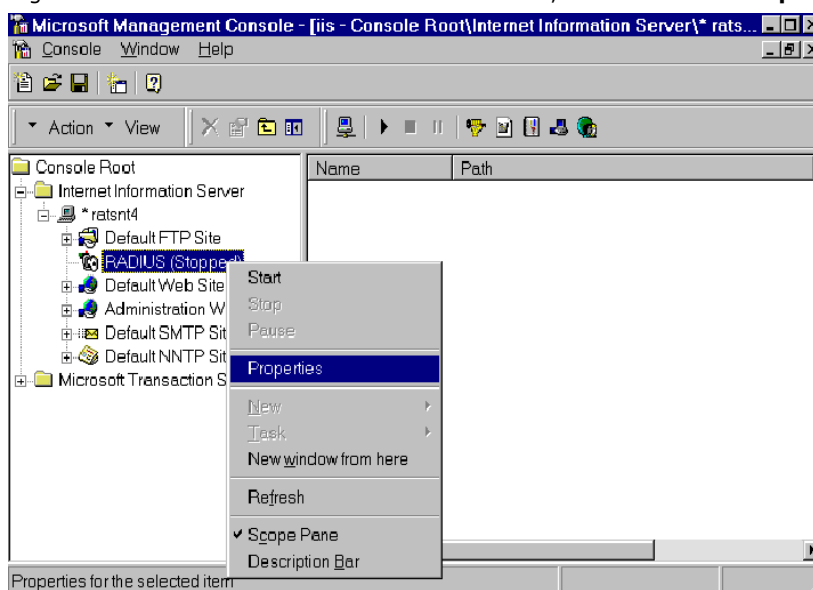 Microsoft Management Console - [iis - Console Root\Internet Information Server\* rats...
Console Window Help
Action View
Console Root
Internet Information Server
* ratsnt4
Default FTP Site
RADIUS (Stopped)
Default Web Site
Administration W
Default SMTP Sit
Default NNTP Sit
Microsoft Transaction S
Name Path
Start
Stop
Pause
Properties
New
Task
New window from here
Refresh
Scope Pane
Description Bar
Properties for the selected item